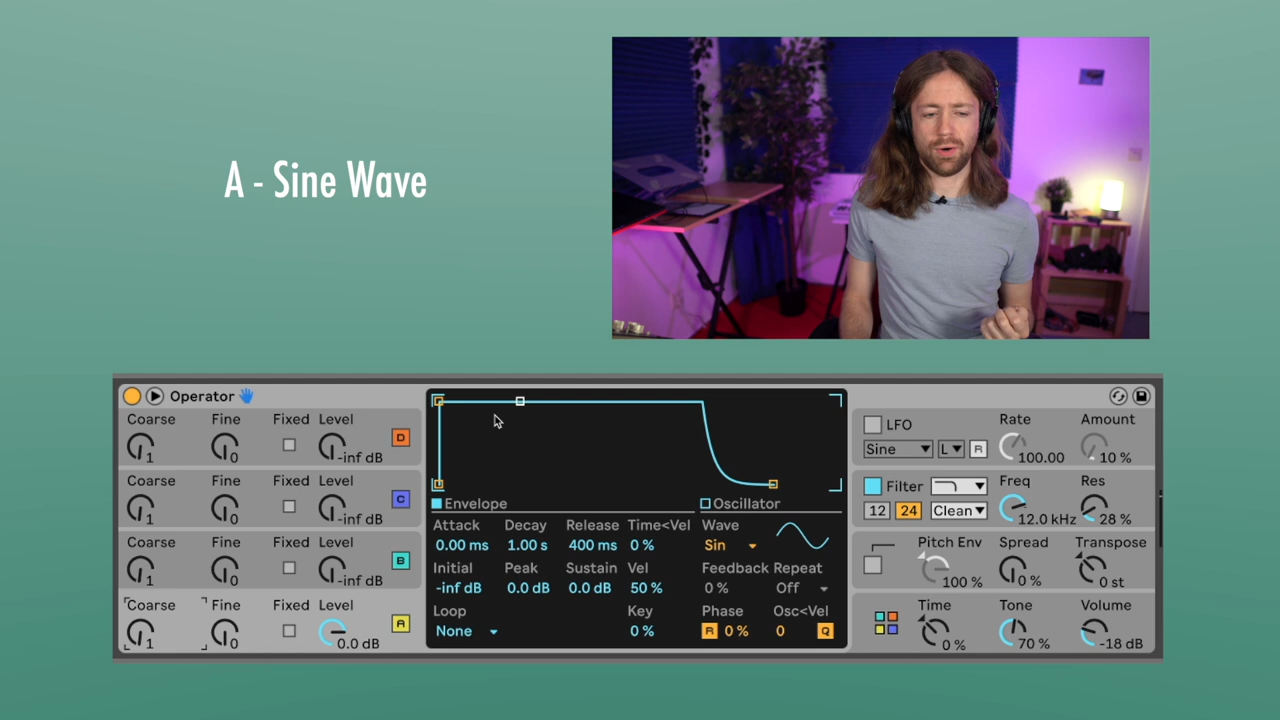 A - Sine Wave
Operator
Coarse Fine Fixed Level
1 0 -inf dB D
Coarse Fine Fixed Level
1 0 -inf dB C
Coarse Fine Fixed Level
1 0 -inf dB B
Coarse Fine Fixed Level
1 0 0.0 dB A
Envelope Oscillator
Attack Decay Release Time<Vel Wave
0.00 ms 1.00 s 400 ms 0 % Sin
Initial Peak Sustain Vel Feedback Repeat
-inf dB 0.0 dB 0.0 dB 50 % 0 % Off
Loop Key Phase Osc<Vel
None 0 % R 0 % 0 Q
LFO Rate Amount
Sine L R 100.00 10 %
Filter Freq Res
12 24 Clean 12.0 kHz 28 %
Pitch Env Spread Transpose
100 % 0 % 0 st
Time Tone Volume
0 % 70 % -18 dB